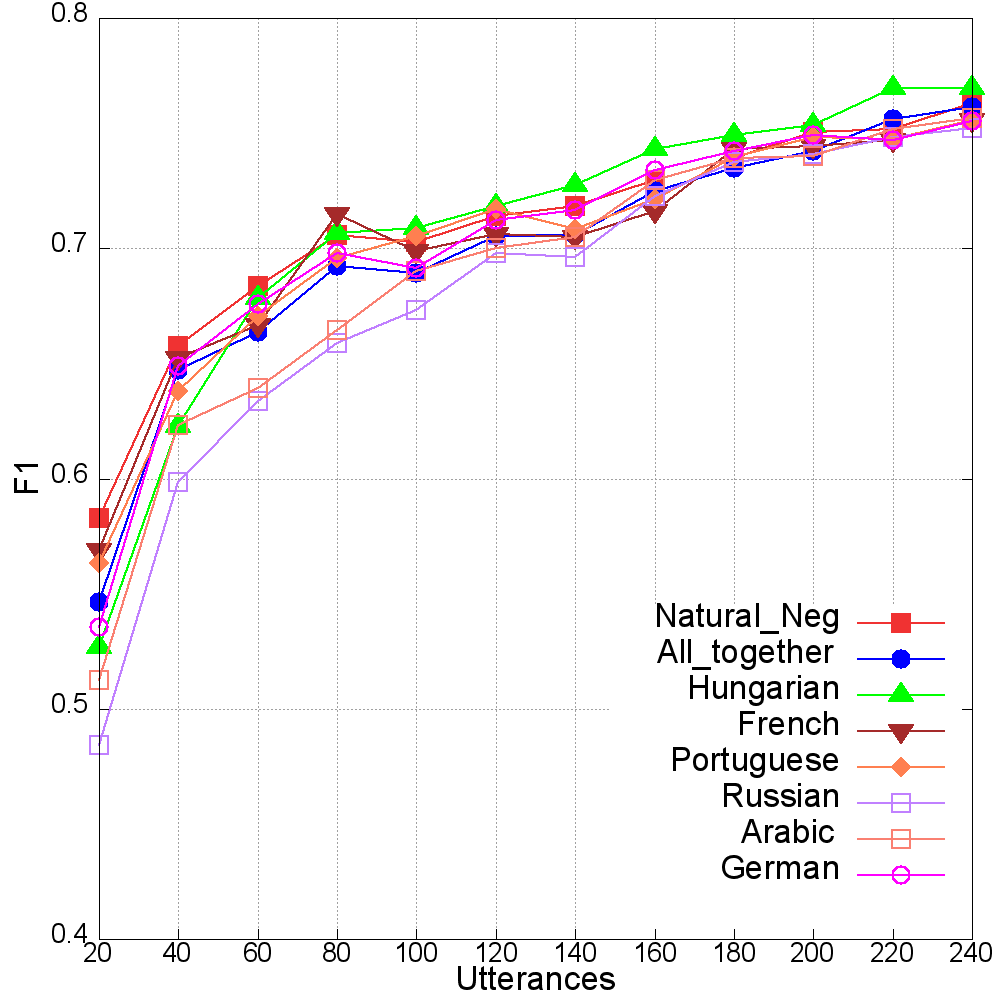 0.8
0.7
0.6
0.5
0.4
F1
Natural_Neg
All_together
Hungarian
French
Portuguese
Russian
Arabic
German
20 40 60 80 100 120 140 160 180 200 220 240
Utterances